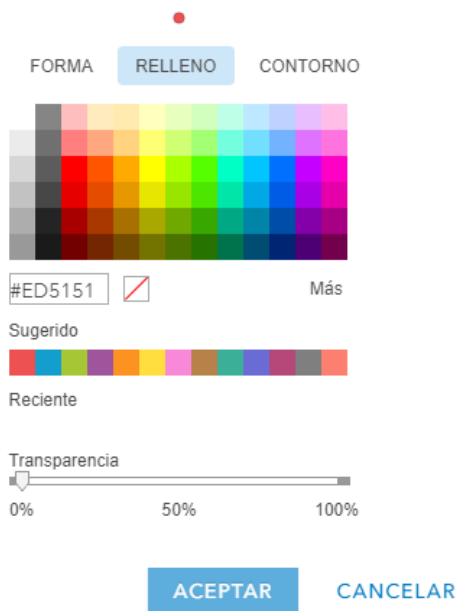 FORMA RELLENO CONTORNO
#ED5151 Más
Sugerido
Reciente
Transparencia
0% 50% 100%
ACEPTAR CANCELAR